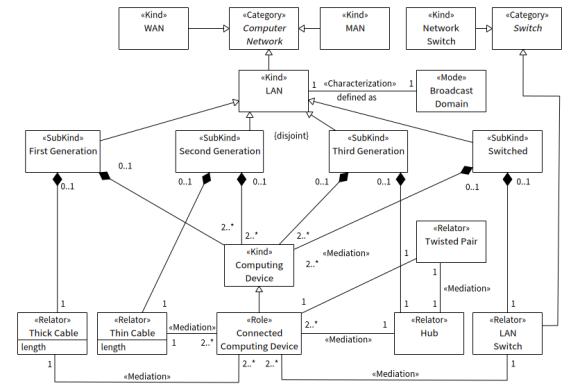 «Kind»
WAN
«Category»
Computer
Network
«Kind»
MAN
«Kind»
Network
Switch
«Category»
Switch
«Kind»
LAN
1
«Characterization»
1
defined as
«Mode»
Broadcast
Domain
{disjoint}
«SubKind»
First Generation
«SubKind»
Second Generation
«SubKind»
Third Generation
«SubKind»
Switched
0..1
0..1
0..1
0..1
0..1
0..1
0..1
0..1
2..*
2..*
2..*
2..*
«Kind»
Computing
Device
«Mediation»
«Relator»
Twisted Pair
1
1
«Mediation»
1
1
1
1
1
1
«Relator»
Thick Cable
length
«Relator»
Thin Cable
length
«Mediation»
1
2..*
«Role»
Connected
Computing Device
2..*
1
«Mediation»
«Relator»
Hub
«Relator»
LAN
Switch
1
2..*
2..*
1
«Mediation»
«Mediation»